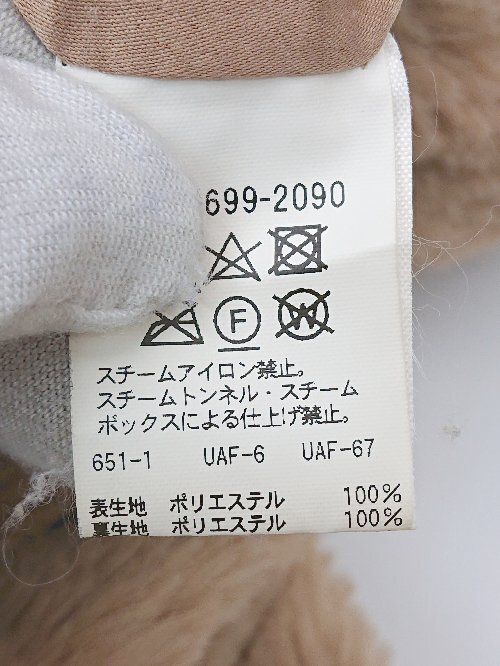 699-2090
F W
スチームアイロン禁止。
スチームトンネル・スチーム
ボックスによる仕上げ禁止。
651-1 UAF-6 UAF-67
表生地 ポリエステル 100%
裏生地 ポリエステル 100%